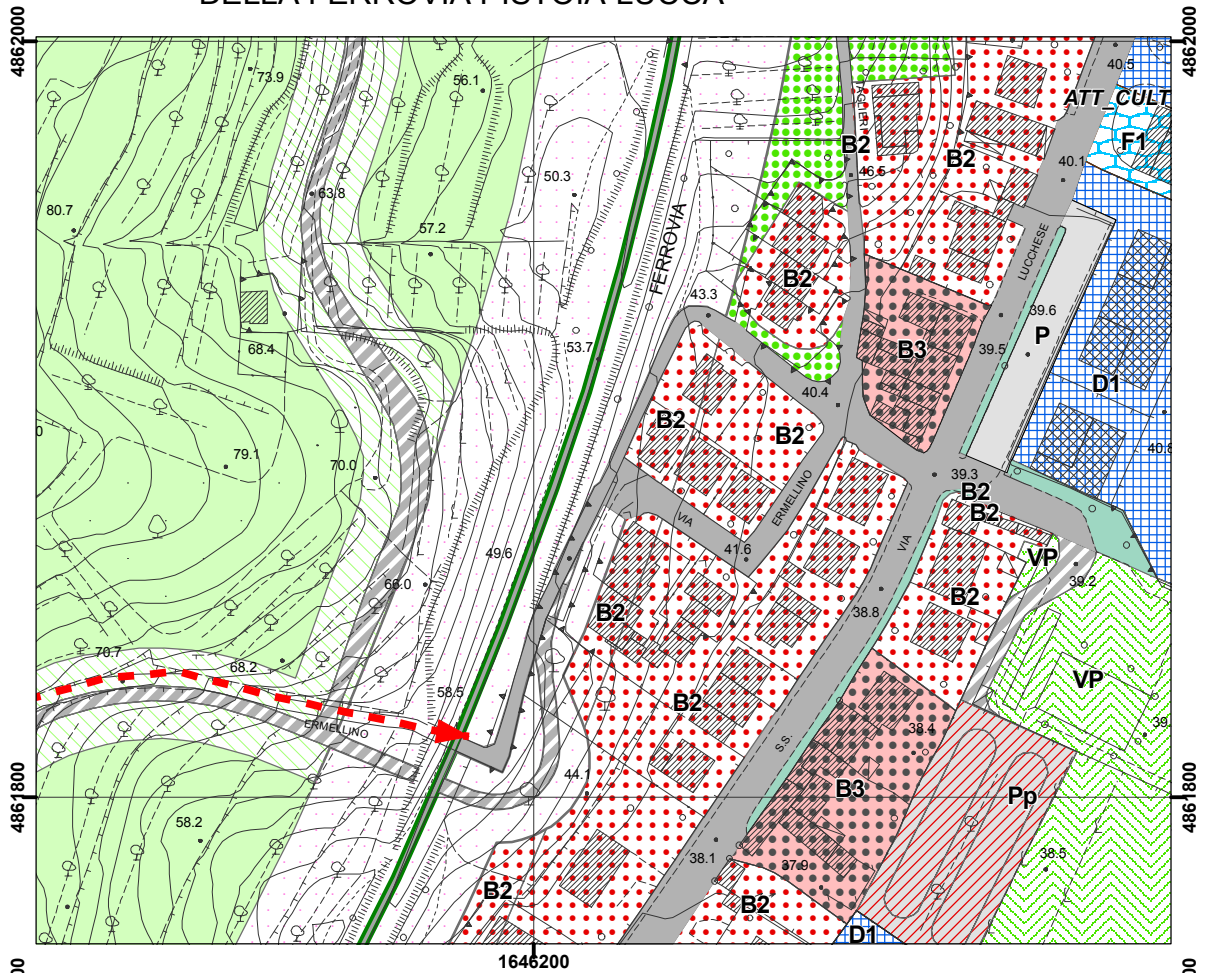 DELLA FERROVIA PISTOIA LUCCA
4862000
4862000
40.5
73.9
56.1
ATT_CULT
F1
TAGLIERI
B2
B2
40.1
50.3
46.5
63.8
80.7
57.2
FERROVIA
LUCCHESE
B2
43.3
39.6
P
68.4
53.7
B3
39.5
D1
40.4
B2
B2
79.1
70.0
39.3
B2
B2
ERMELLINO
VIA
41.6
VIA
49.6
VP
39.2
66.0
B2
38.8
B2
70.7
68.2
58.5
VP
B2
ERMELLINO
38.4
39.
S.S.
44.1
B3
Pp
4861800
4861800
58.2
38.1
37.9
38.5
B2
B2
D1
1646200